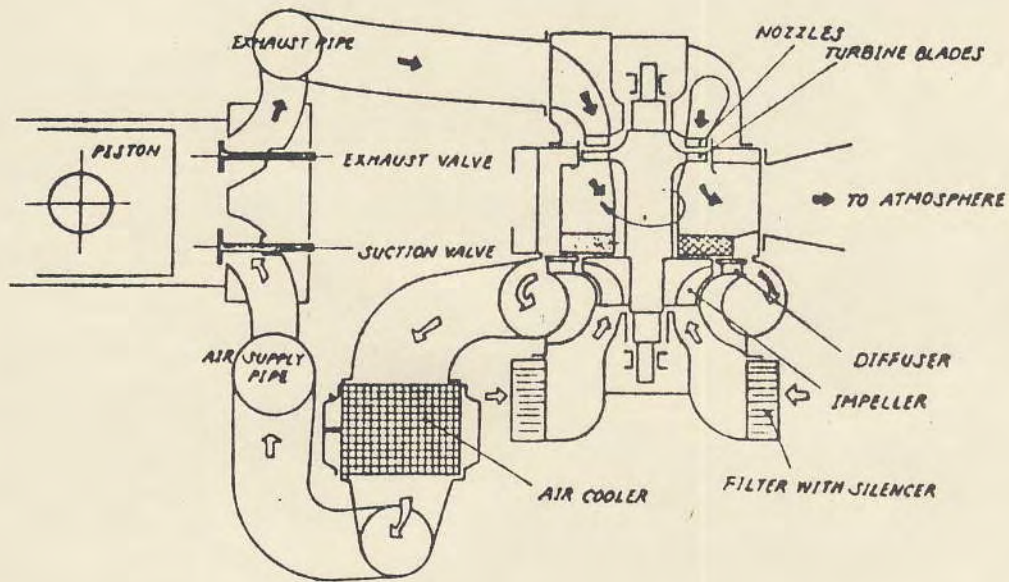 NOZZLES
TURBINE BLADES
EXHAUST PIPE
PISTON
EXHAUST VALVE
TO ATMOSPHERE
SUCTION VALVE
AIR SUPPLY
PIPE
DIFFUSER
IMPELLER
AIR COOLER
FILTER WITH SILENCER